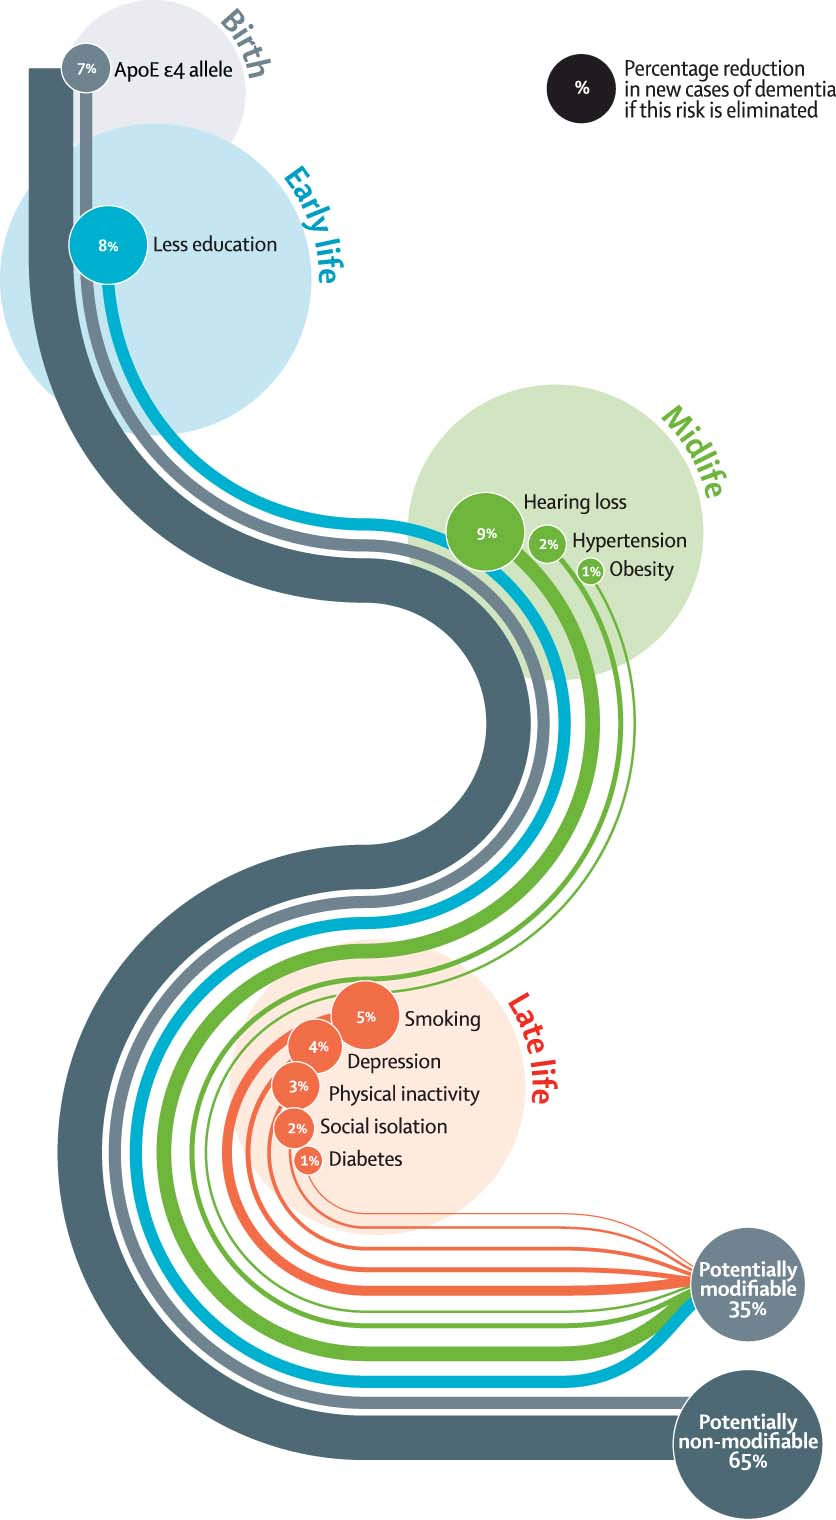 Birth
7%
ApoE ε4 allele
%
Percentage reduction
in new cases of dementia
if this risk is eliminated
Early life
8%
Less education
Midlife
Hearing loss
9%
2%
Hypertension
1%
Obesity
Late life
5%
Smoking
4%
Depression
3%
Physical inactivity
2%
Social isolation
1%
Diabetes
Potentially
modifiable
35%
Potentially
non-modifiable
65%